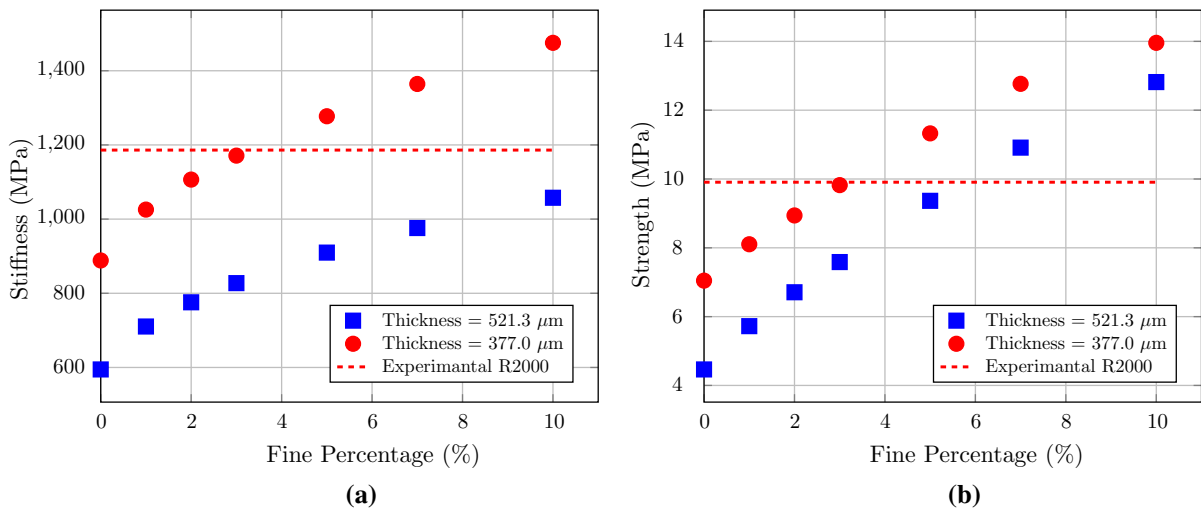 1,400
1,200
1,000
800
600
0
2
4
6
8
10
Stiffness (MPa)
Fine Percentage (%)
Thickness = 521.3 μm
Thickness = 377.0 μm
Experimantal R2000
(a)
14
12
10
8
6
4
0
2
4
6
8
10
Strength (MPa)
Fine Percentage (%)
Thickness = 521.3 μm
Thickness = 377.0 μm
Experimantal R2000
(b)